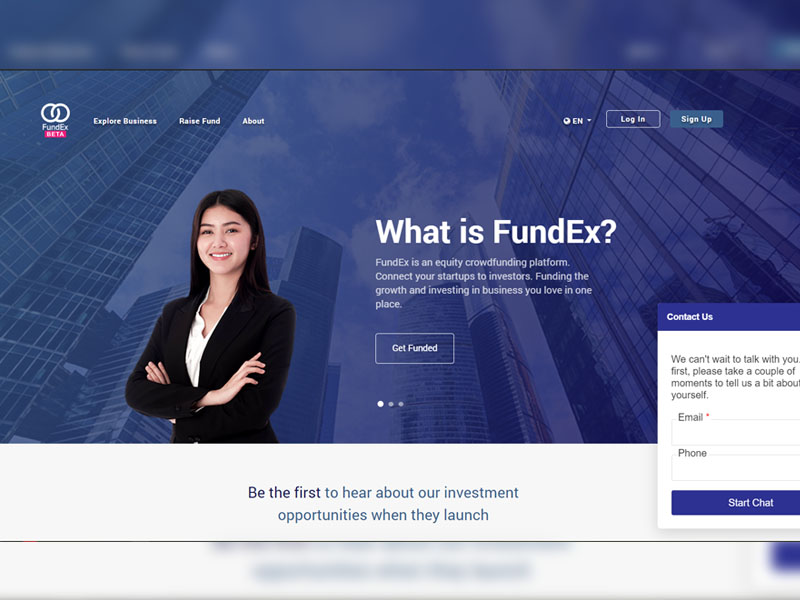 FundEx
BETA
Explore Business
Raise Fund
About
EN
Log In
Sign Up
What is FundEx?
FundEx is an equity crowdfunding platform.
Connect your startups to investors. Funding the
growth and investing in business you love in one
place.
Get Funded
Contact Us
We can't wait to talk with you.
first, please take a couple of
moments to tell us a bit about
yourself.
Email *
Phone
Start Chat
Be the first to hear about our investment
opportunities when they launch